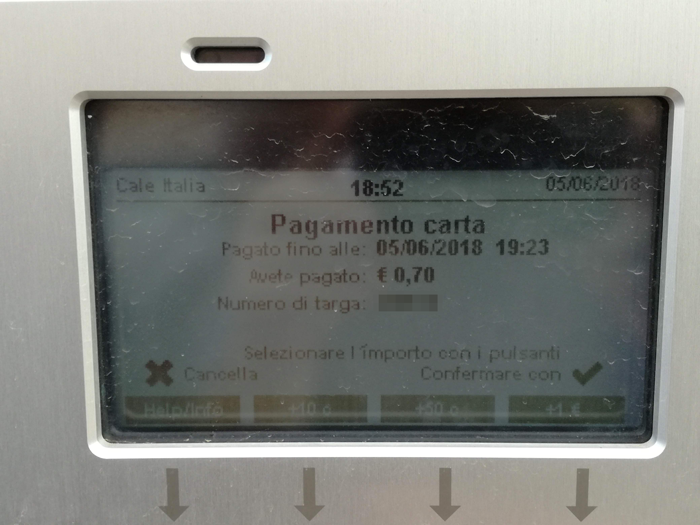 Cale Italia 18:52 05/06/2018
Pagamento carta
Pagato fino alle: 05/06/2018 19:23
Avete pagato: € 0,70
Numero di targa:
Selezionare l'importo con i pulsanti
Cancella Confermare con
Help/Info +10 c +50 c +1 €